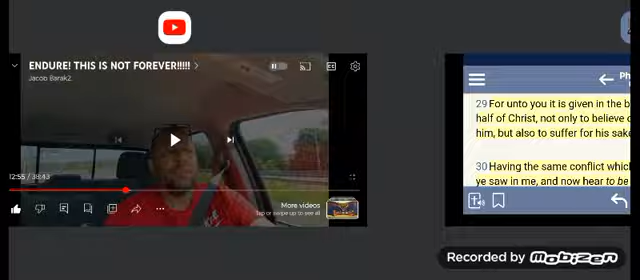 ENDURE! THIS IS NOT FOREVER!!!!!
Jacob Barak2.
CC
12:55 / 38:43
More videos
Tap or swipe up to see all
Ph
29 For unto you it is given in the b
half of Christ, not only to believe o
him, but also to suffer for his sake
30 Having the same conflict which
ye saw in me, and now hear to be
Recorded by MOBIZEN